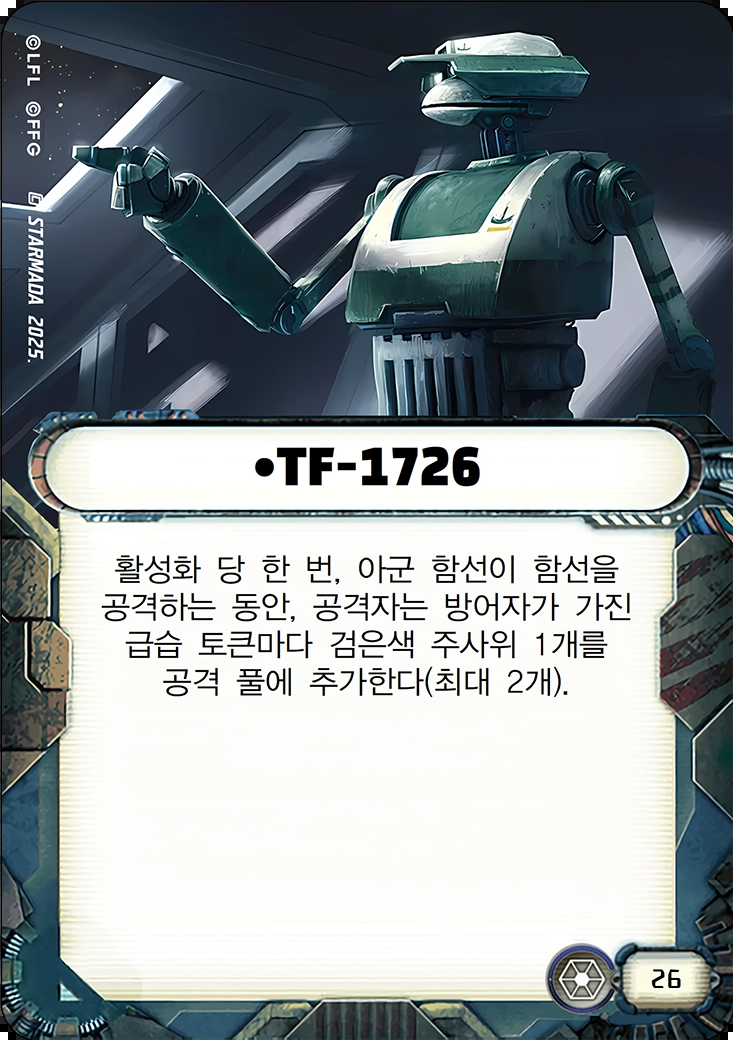 ©LFL ©FFG
STARMADA 2025.
•TF-1726
활성화 당 한 번, 아군 함선이 함선을
공격하는 동안, 공격자는 방어자가 가진
급습 토큰마다 검은색 주사위 1개를
공격 풀에 추가한다(최대 2개).
26